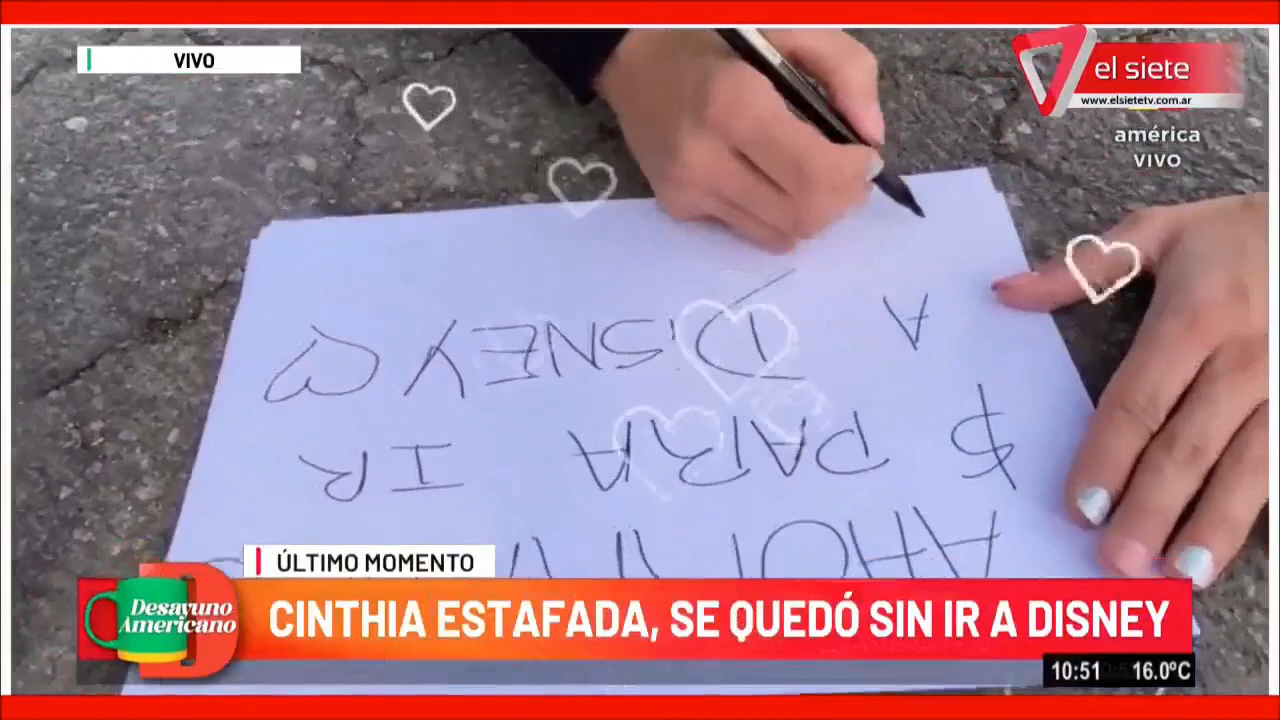 VIVO
el siete
www.elsietetv.com.ar
américa
VIVO
$ PARA IR
A DISNEY
ÚLTIMO MOMENTO
Desayuno
Americano
CINTHIA ESTAFADA, SE QUEDÓ SIN IR A DISNEY
10:51 16.0ºC